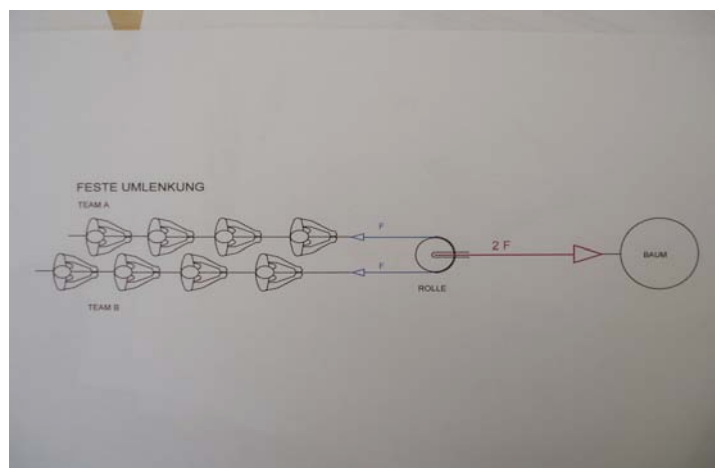 FESTE UMLENKUNG
TEAM A
F
2 F
BAUM
F
ROLLE
TEAM B